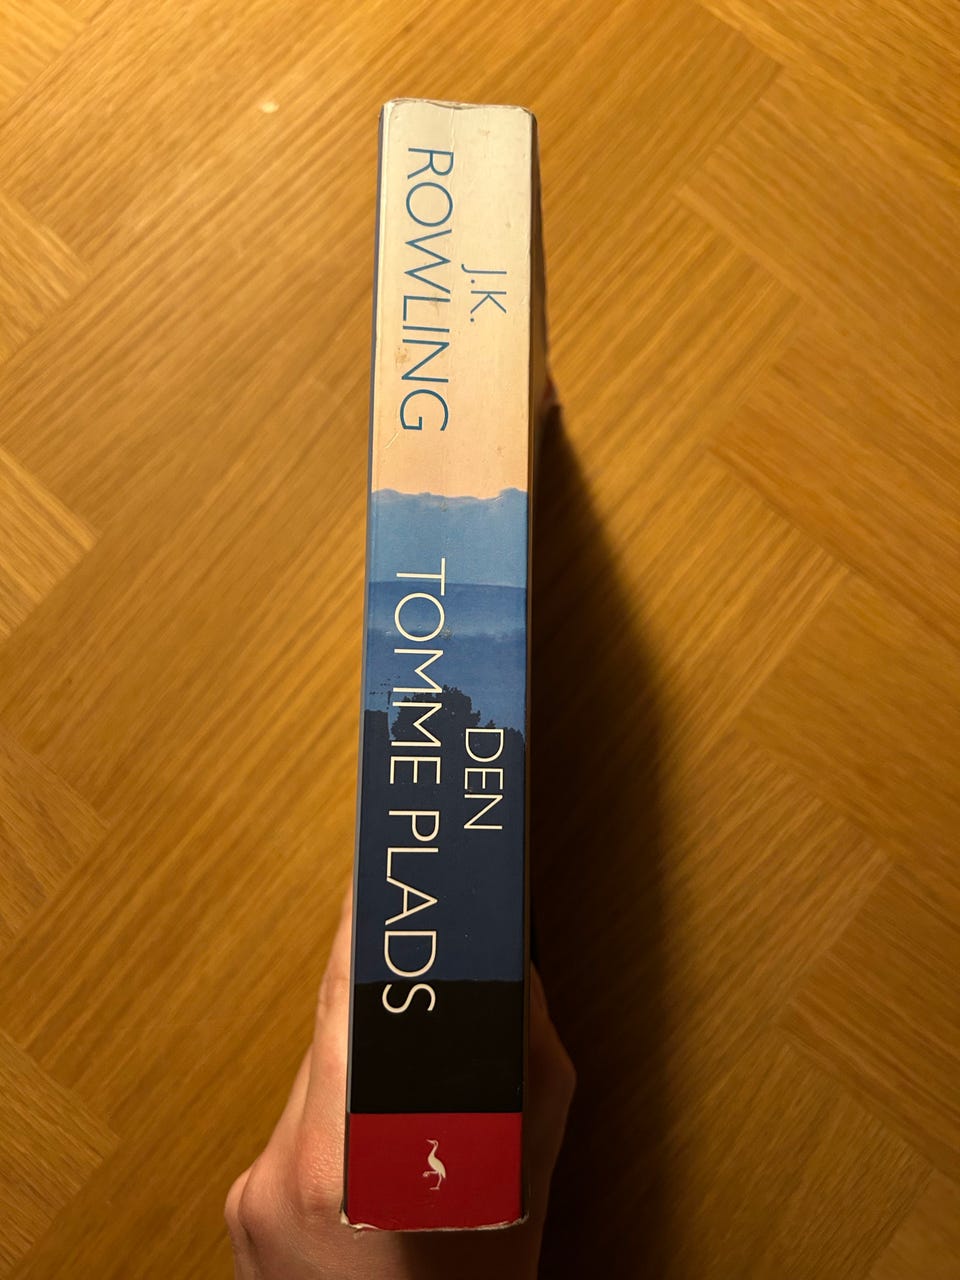 J.K.
ROWLING
DEN
TOMME PLADS